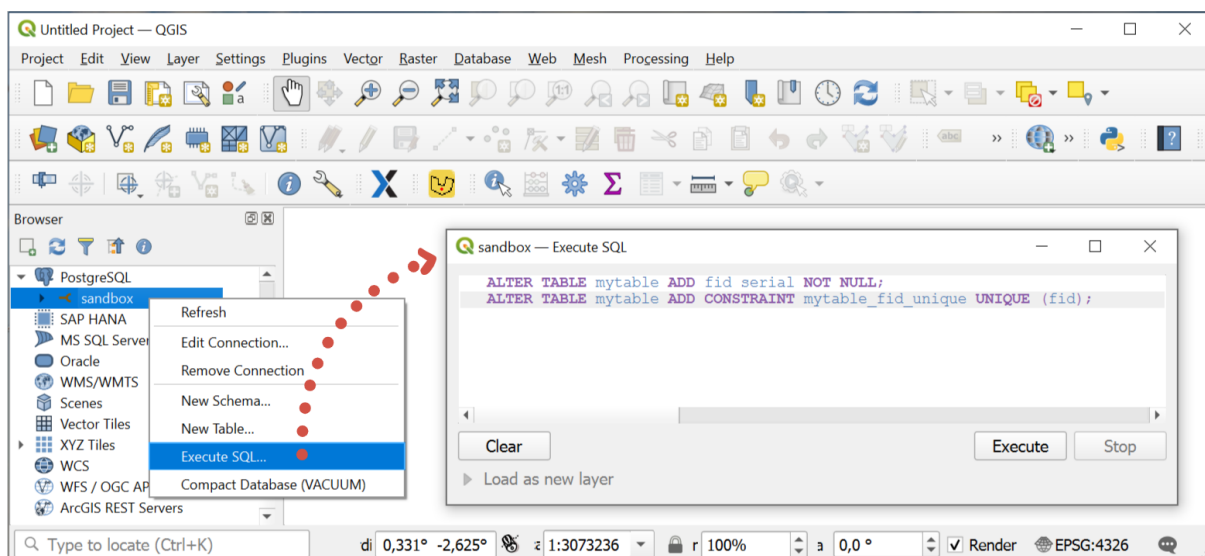 Untitled Project — QGIS
Project Edit View Layer Settings Plugins Vector Raster Database Web Mesh Processing Help
1:1
abc
Browser
PostgreSQL
sandbox
SAP HANA
MS SQL Server
Oracle
WMS/WMTS
Scenes
Vector Tiles
XYZ Tiles
WCS
WFS / OGC AP
ArcGIS REST Servers
Refresh
Edit Connection...
Remove Connection
New Schema...
New Table...
Execute SQL...
Compact Database (VACUUM)
sandbox — Execute SQL
ALTER TABLE mytable ADD fid serial NOT NULL;
ALTER TABLE mytable ADD CONSTRAINT mytable_fid_unique UNIQUE (fid);
Clear
Execute
Stop
Load as new layer
Type to locate (Ctrl+K)
di 0,331° -2,625° 1:3073236 r 100% a 0,0 ° Render EPSG:4326